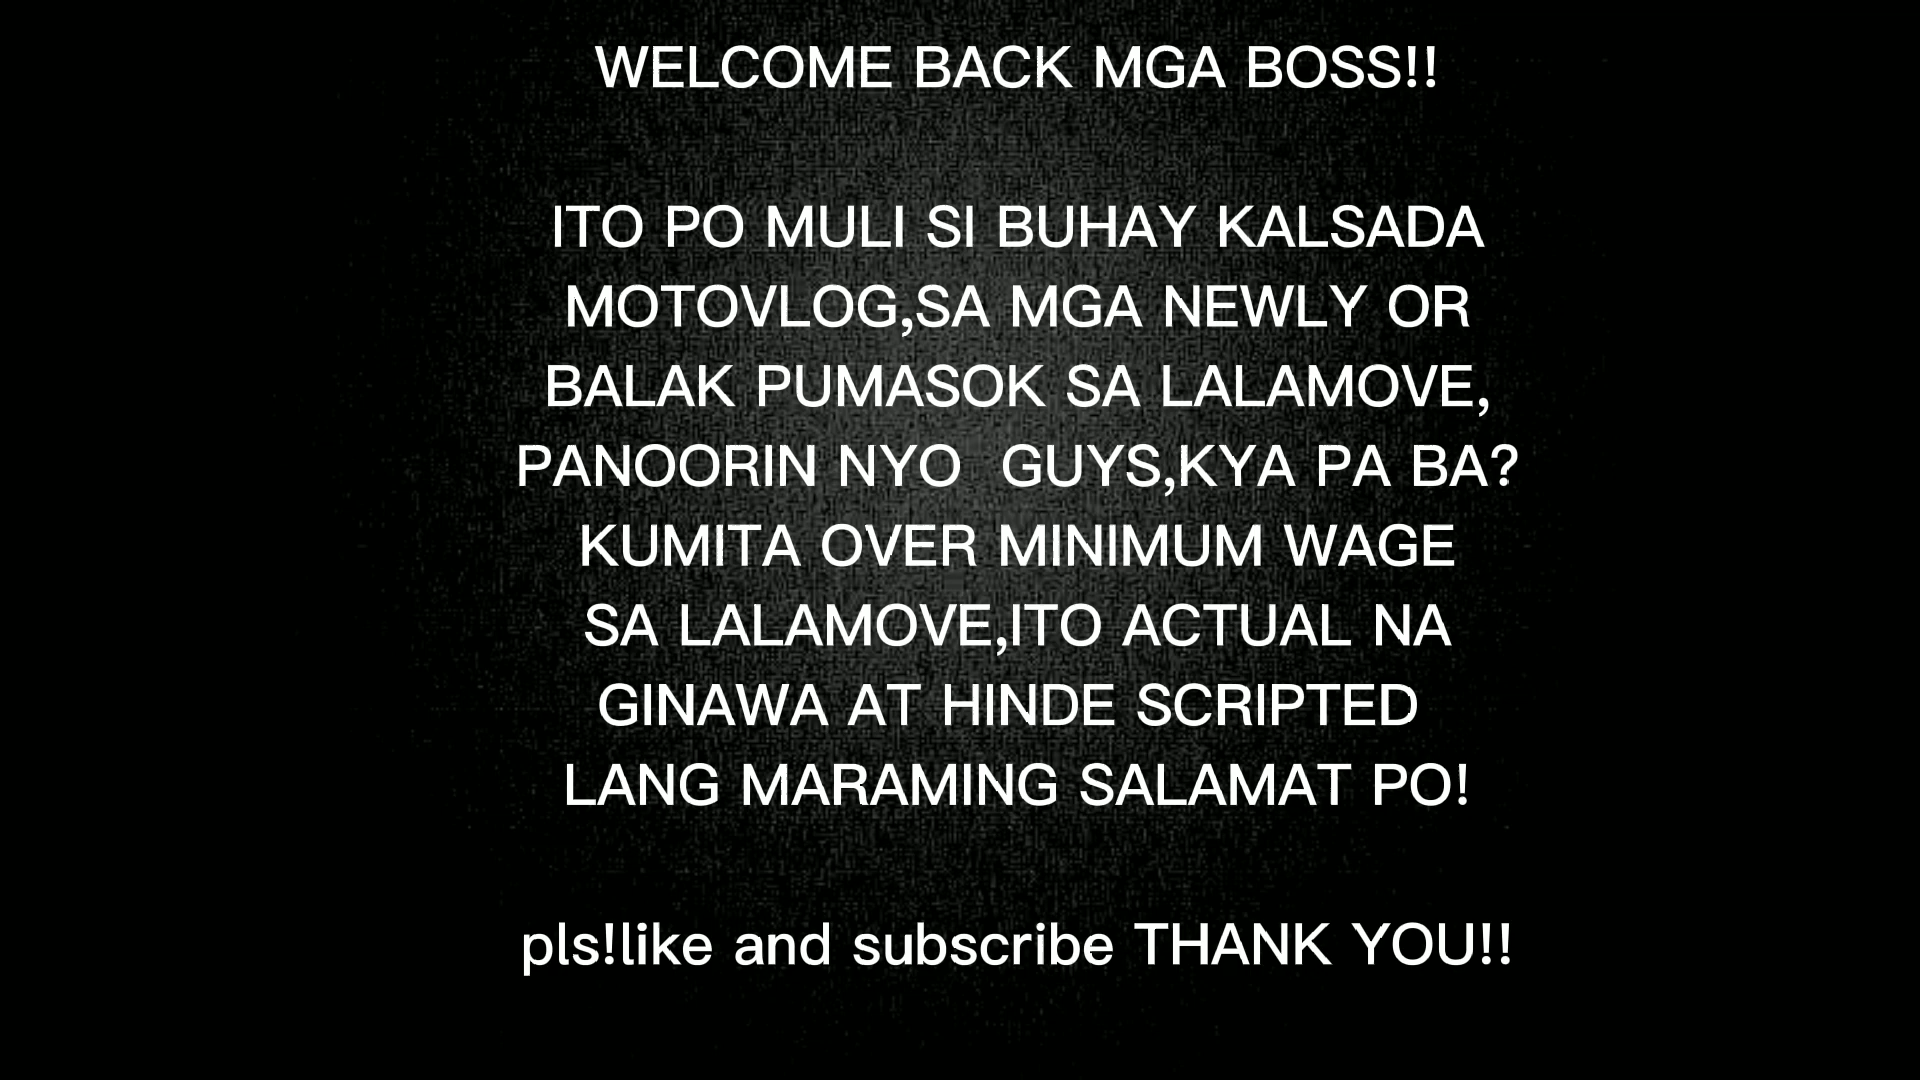 WELCOME BACK MGA BOSS!!
ITO PO MULI SI BUHAY KALSADA
MOTOVLOG,SA MGA NEWLY OR
BALAK PUMASOK SA LALAMOVE,
PANOORIN NYO  GUYS,KYA PA BA?
KUMITA OVER MINIMUM WAGE
SA LALAMOVE,ITO ACTUAL NA
GINAWA AT HINDE SCRIPTED
LANG MARAMING SALAMAT PO!
pls!like and subscribe THANK YOU!!